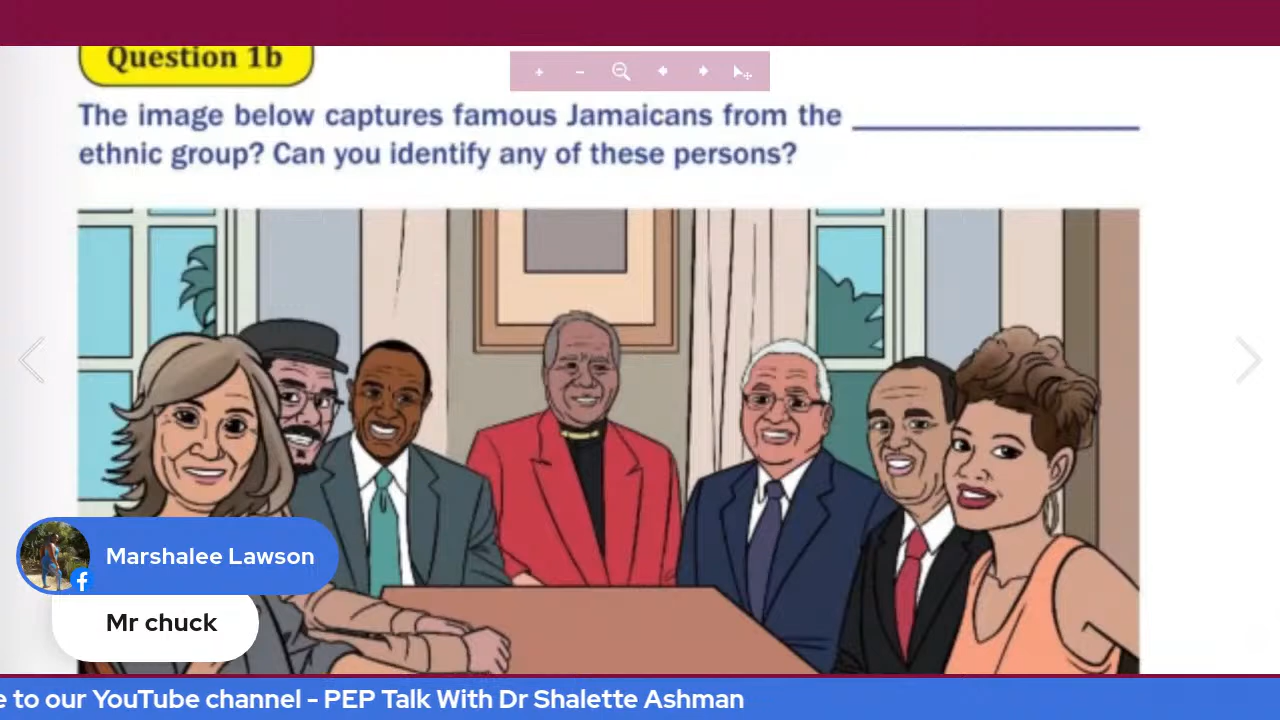 Question 1b
The image below captures famous Jamaicans from the ____________________
ethnic group? Can you identify any of these persons?
Marshalee Lawson
Mr chuck
e to our YouTube channel - PEP Talk With Dr Shalette Ashman